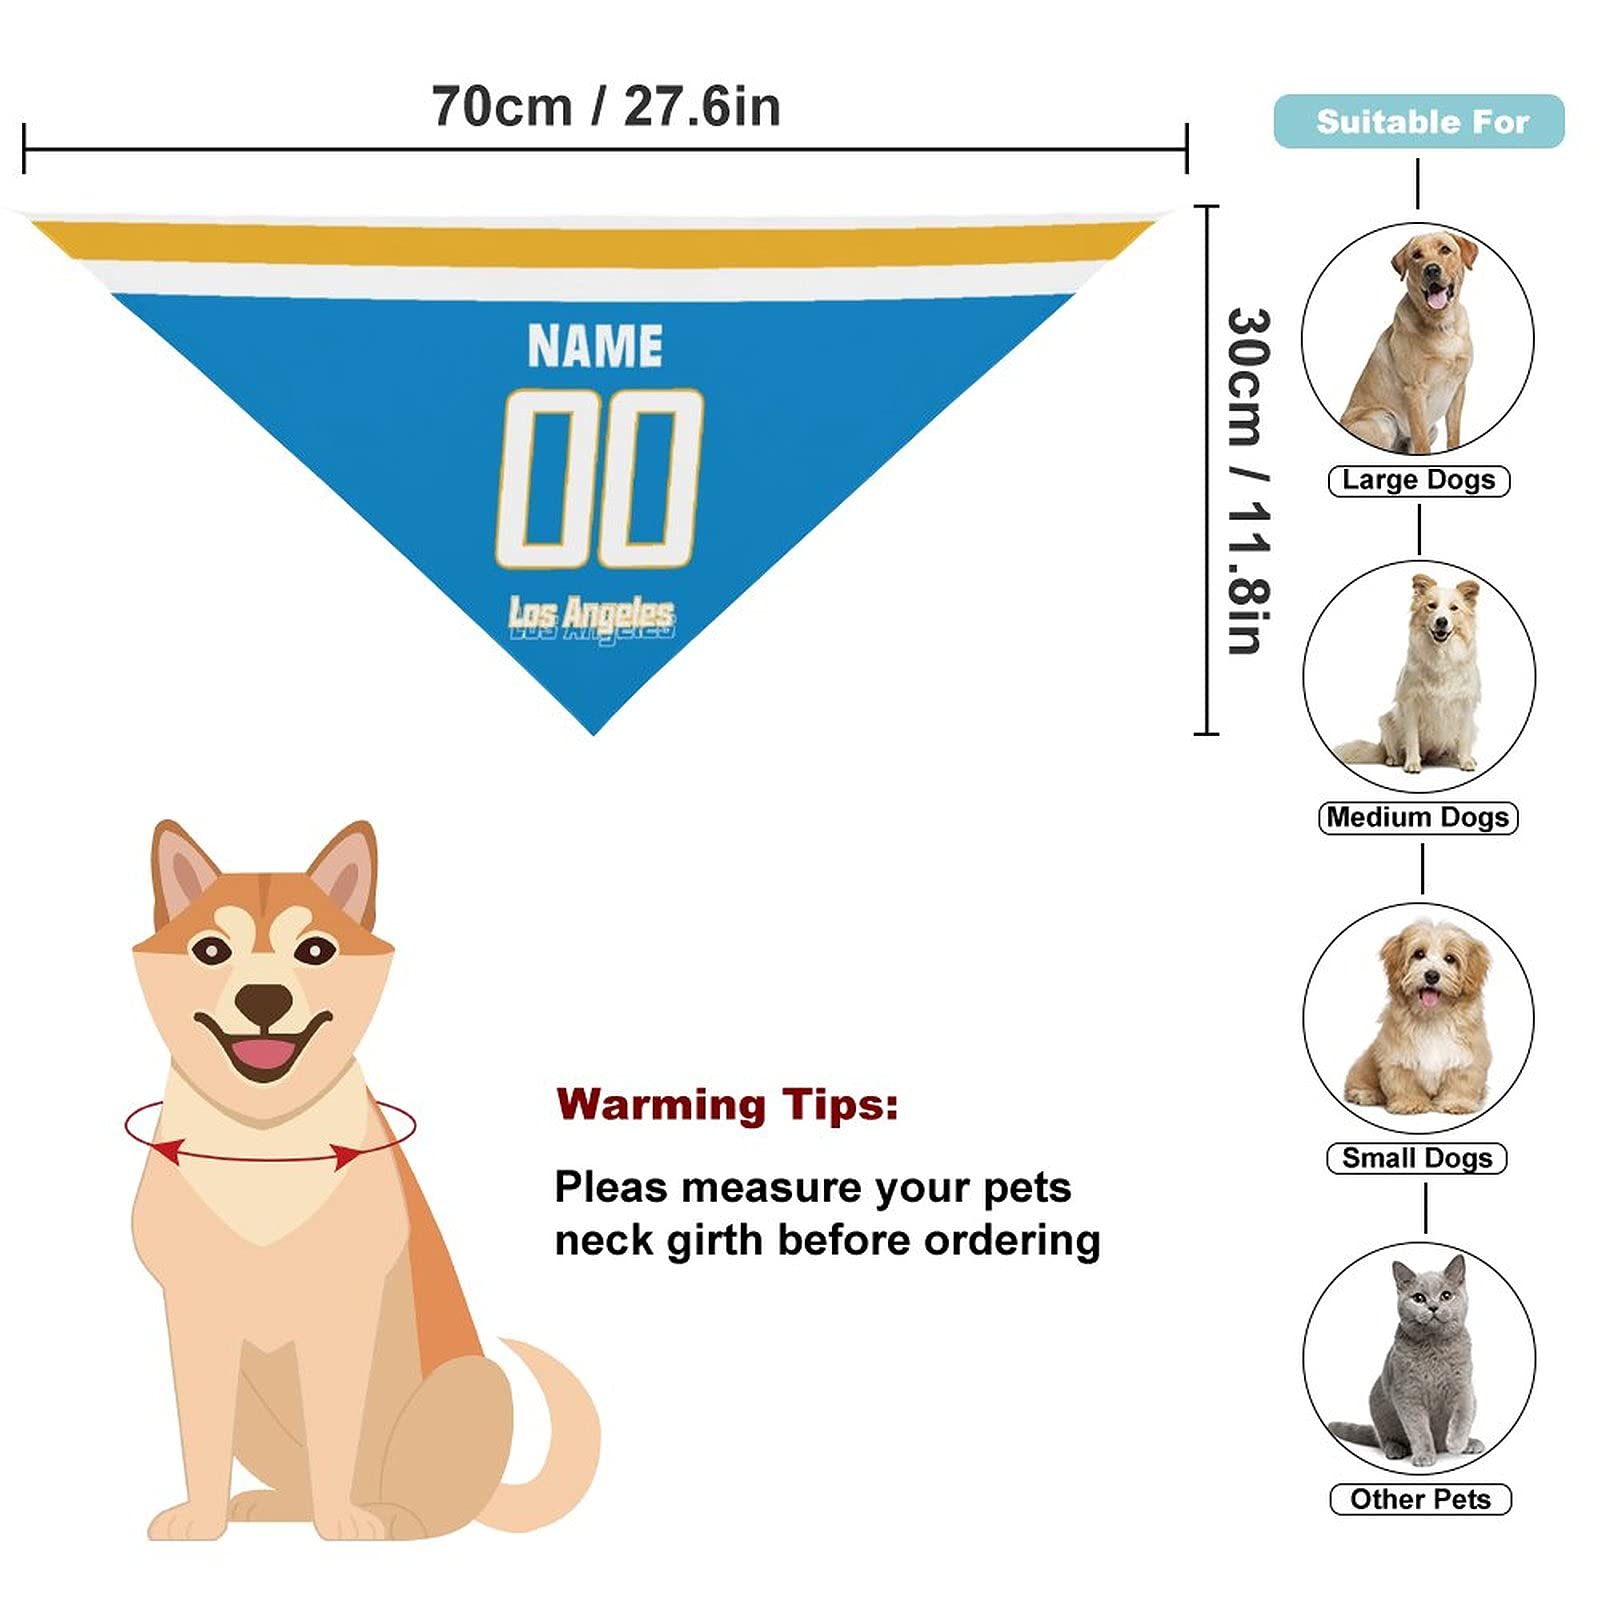 70cm / 27.6in
Suitable For
NAME
00
Los Angeles
30cm / 11.8in
Large Dogs
Medium Dogs
Small Dogs
Other Pets
Warming Tips:
Pleas measure your pets
neck girth before ordering